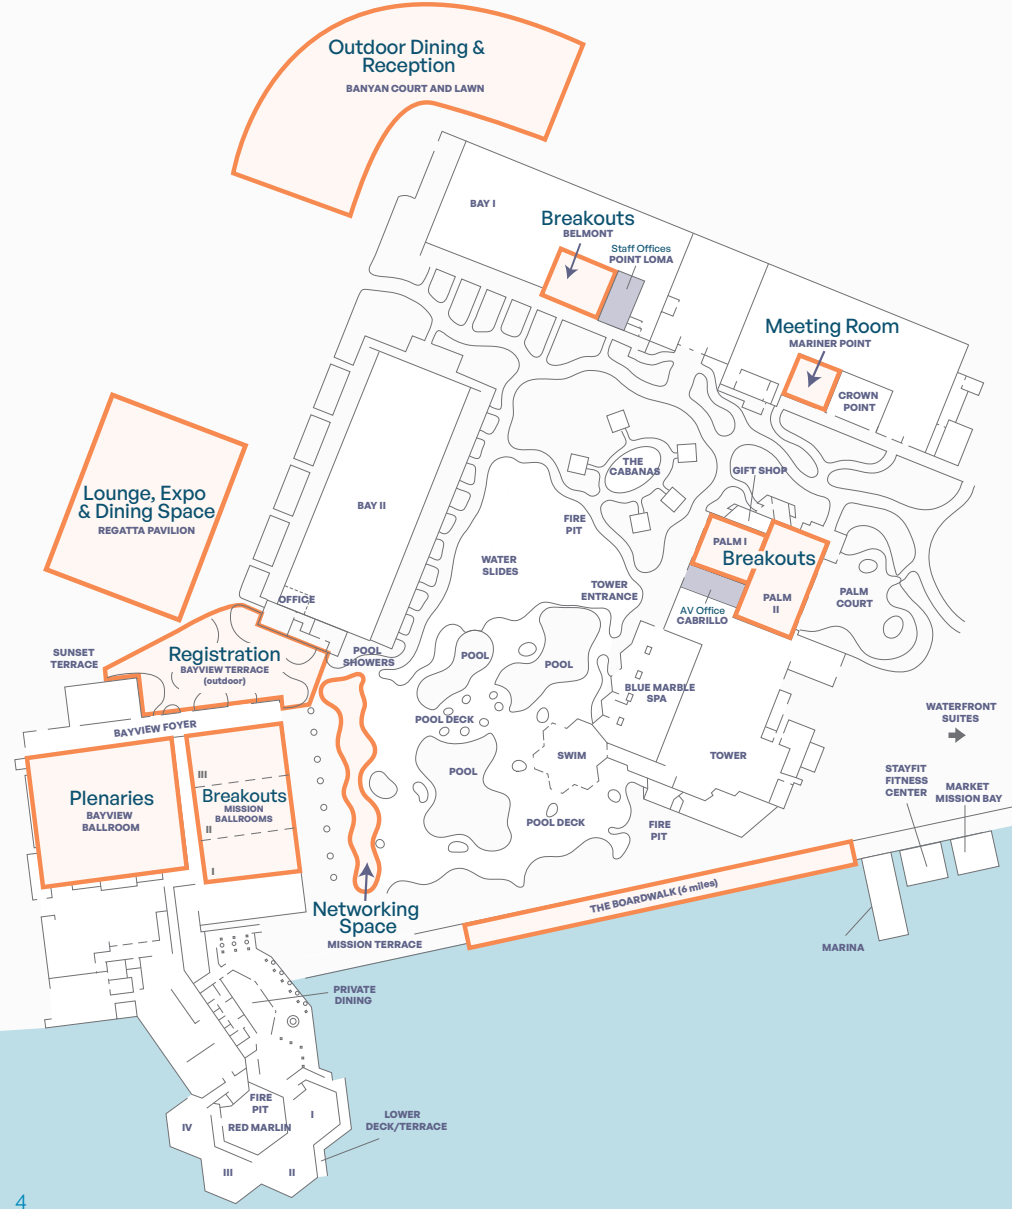 Outdoor Dining &
Reception
BANYAN COURT AND LAWN
BAY I
Breakouts
BELMONT
Staff Offices
POINT LOMA
Meeting Room
MARINER POINT
CROWN
POINT
THE
CABANAS
GIFT SHOP
Lounge, Expo
& Dining Space
REGATTA PAVILION
BAY II
FIRE
PIT
WATER
SLIDES
TOWER
ENTRANCE
PALM I
Breakouts
PALM
II
AV Office
CABRILLO
PALM
COURT
OFFICE
SUNSET
TERRACE
Registration
BAYVIEW TERRACE
(outdoor)
POOL
SHOWERS
POOL
POOL
BLUE MARBLE
SPA
POOL DECK
BAYVIEW FOYER
WATERFRONT
SUITES
SWIM
TOWER
POOL
STAYFIT
FITNESS
CENTER
MARKET
MISSION BAY
Plenaries
BAYVIEW
BALLROOM
III
Breakouts
MISSION
BALLROOMS
II
I
POOL DECK
FIRE
PIT
THE BOARDWALK (6 miles)
Networking
Space
MISSION TERRACE
MARINA
PRIVATE
DINING
FIRE
PIT
RED MARLIN
I
IV
III
II
LOWER
DECK/TERRACE
4